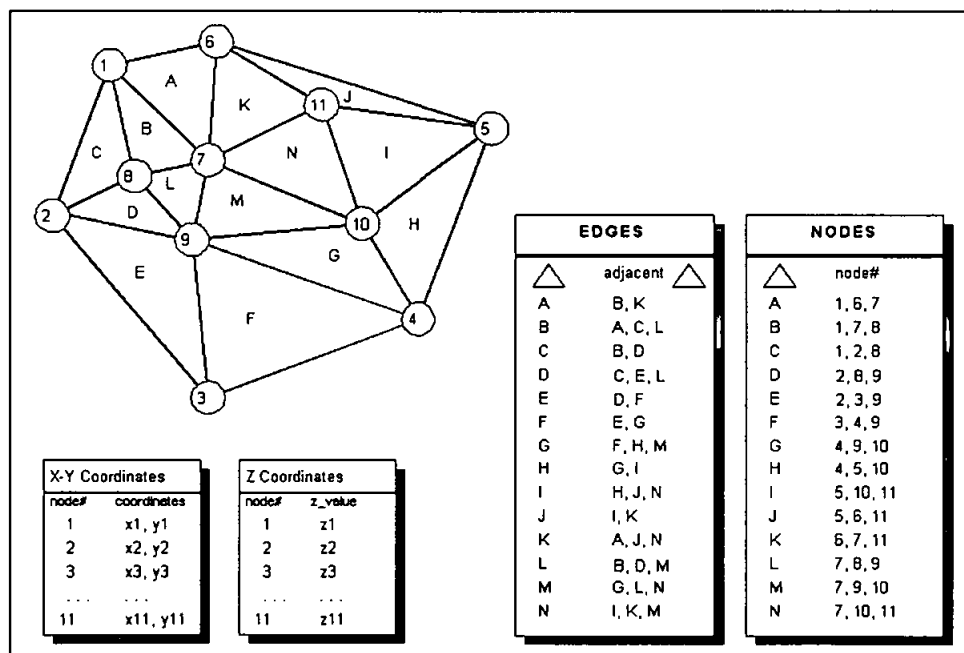 6
1
A
J
K
11
5
B
N
I
C
7
8
L
M
2
D
10
H
9
G
E
4
F
3
EDGES
adjacent
A B, K
B A, C, L
C B, D
D C, E, L
E D, F
F E, G
G F, H, M
H G, I
I H, J, N
J I, K
K A, J, N
L B, D, M
M G, L, N
N I, K, M
NODES
node#
A 1, 6, 7
B 1, 7, 8
C 1, 2, 8
D 2, 8, 9
E 2, 3, 9
F 3, 4, 9
G 4, 9, 10
H 4, 5, 10
I 5, 10, 11
J 5, 6, 11
K 6, 7, 11
L 7, 8, 9
M 7, 9, 10
N 7, 10, 11
X-Y Coordinates
node# coordinates
1 x1, y1
2 x2, y2
3 x3, y3
... ...
11 x11, y11
Z Coordinates
node# z_value
1 z1
2 z2
3 z3
... ...
11 z11